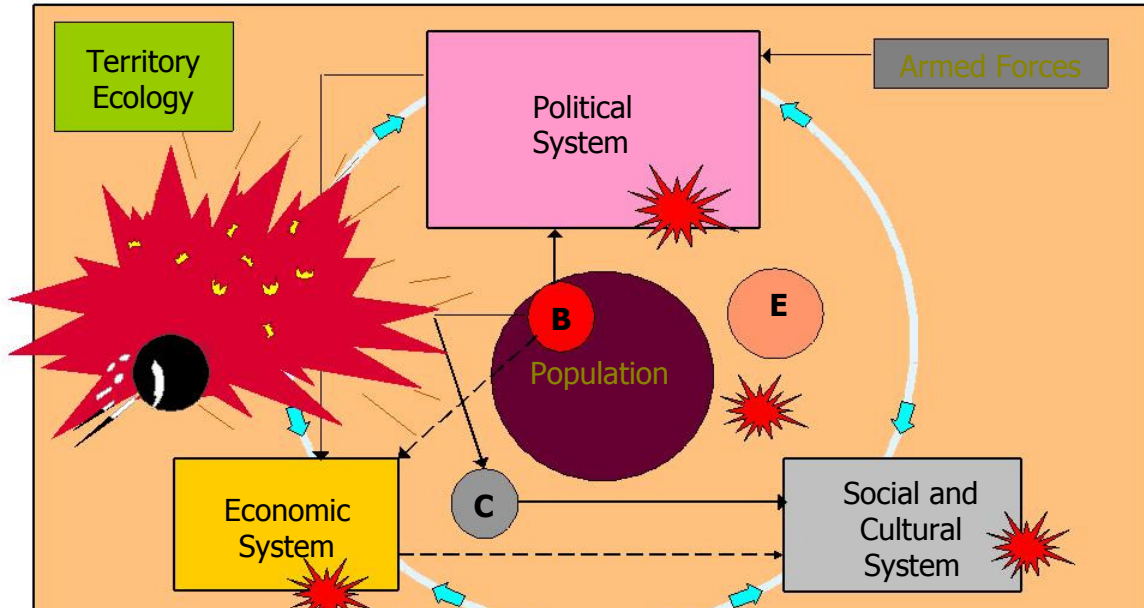 Territory
Ecology
Political
System
Armed Forces
B
E
Population
C
Economic
System
Social and
Cultural
System